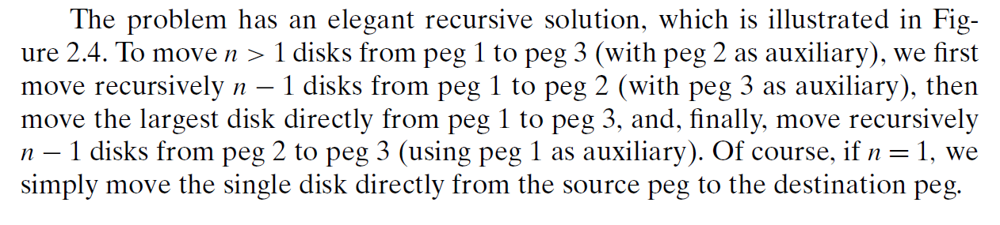 The problem has an elegant recursive solution, which is illustrated in Fig-
ure 2.4. To move n > 1 disks from peg 1 to peg 3 (with peg 2 as auxiliary), we first
move recursively n − 1 disks from peg 1 to peg 2 (with peg 3 as auxiliary), then
move the largest disk directly from peg 1 to peg 3, and, finally, move recursively
n − 1 disks from peg 2 to peg 3 (using peg 1 as auxiliary). Of course, if n = 1, we
simply move the single disk directly from the source peg to the destination peg.